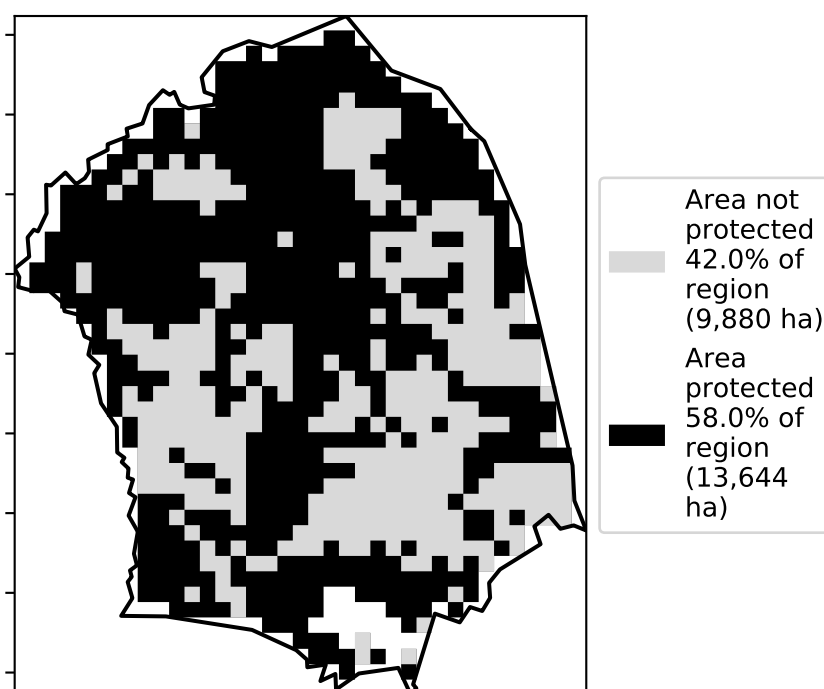 Area not
protected
42.0% of
region
(9,880 ha)
Area
protected
58.0% of
region
(13,644
ha)